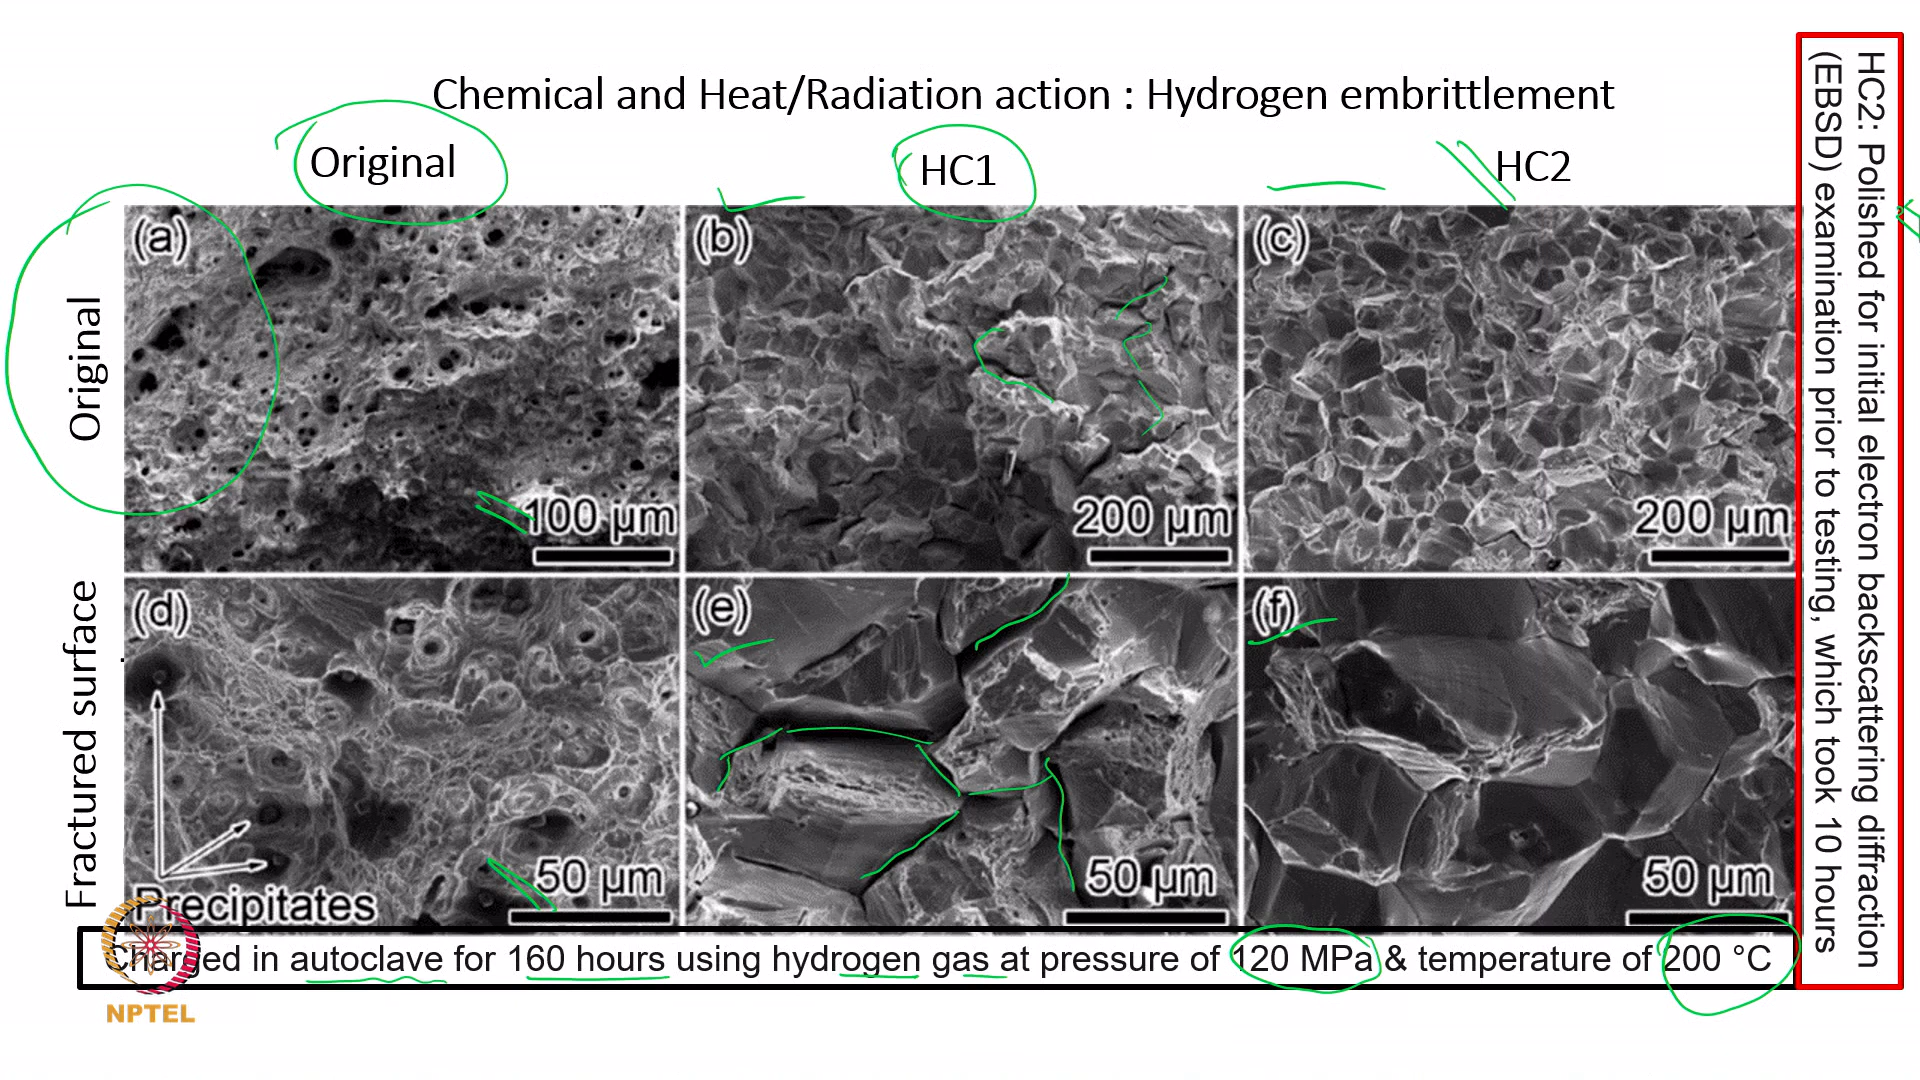 Chemical and Heat/Radiation action : Hydrogen embrittlement
Original
HC1
HC2
Original
(a)
100 µm
(b)
200 µm
(c)
200 µm
Fractured surface
(d)
Precipitates
50 µm
(e)
50 µm
(f)
50 µm
Charged in autoclave for 160 hours using hydrogen gas at pressure of 120 MPa & temperature of 200 °C
HC2: Polished for initial electron backscattering diffraction
(EBSD) examination prior to testing, which took 10 hours
NPTEL